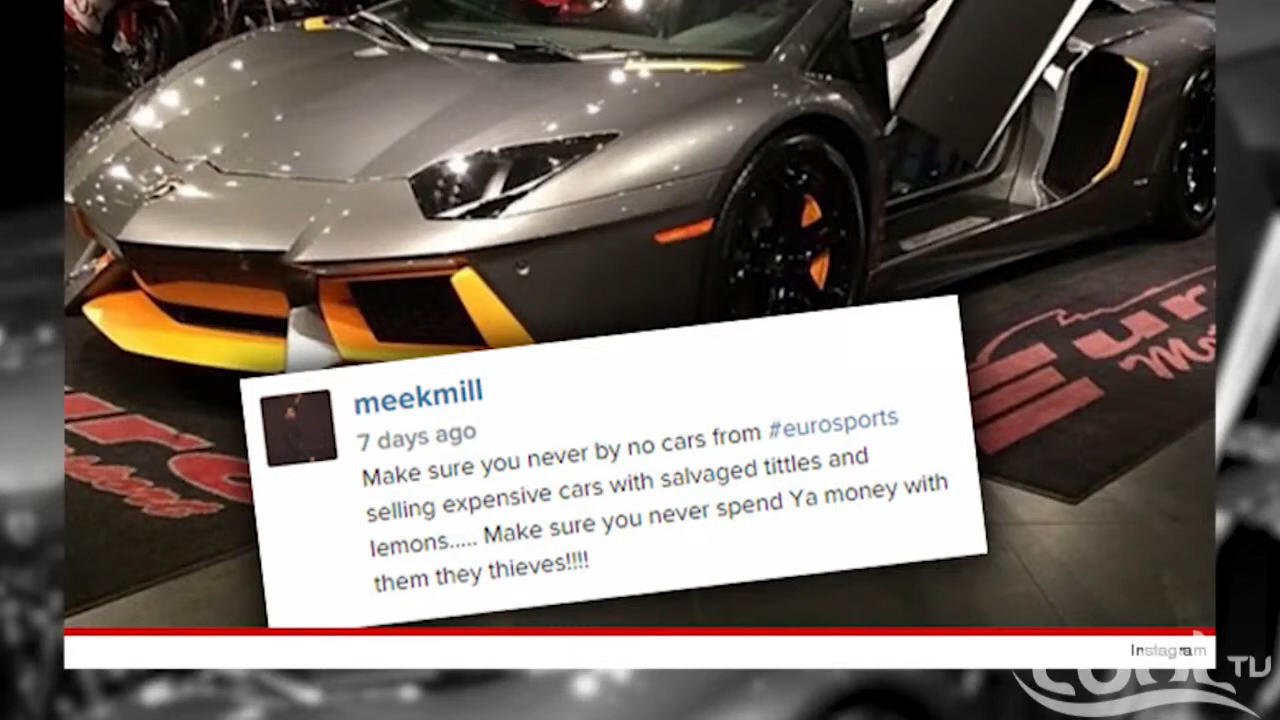 meekmill
7 days ago
Make sure you never by no cars from #eurosports
selling expensive cars with salvaged tittles and
lemons..... Make sure you never spend Ya money with
them they thieves!!!!
Instagram
TV